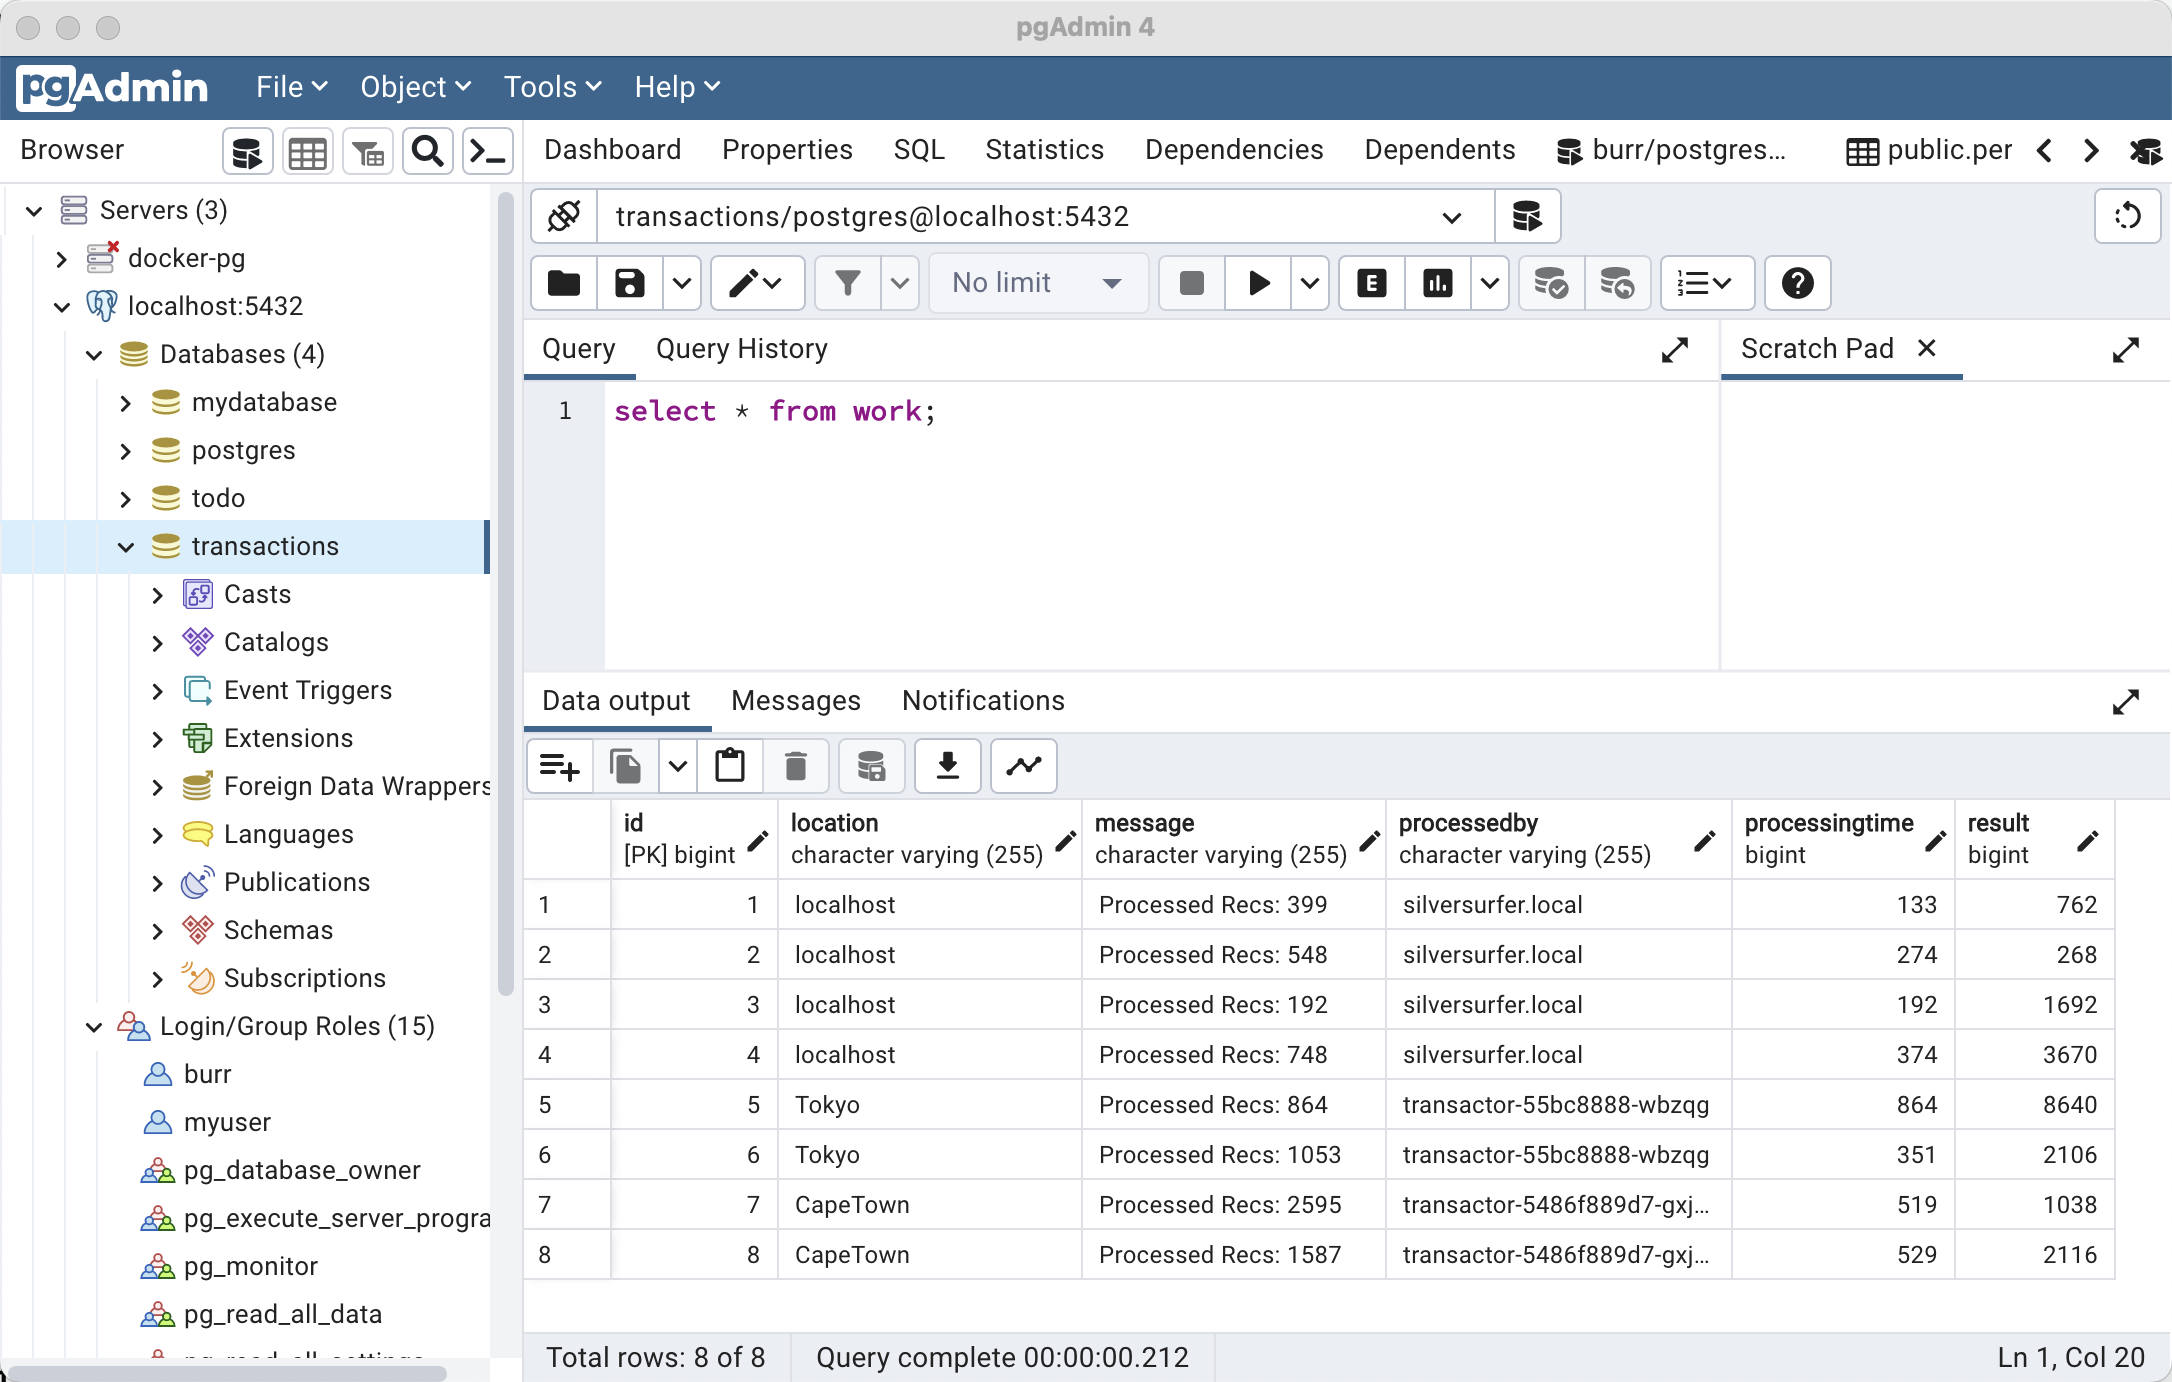 pgAdmin 4
pgAdmin File Object Tools Help
Browser
Dashboard Properties SQL Statistics Dependencies Dependents burr/postgres... public.per
Servers (3)
docker-pg
localhost:5432
Databases (4)
mydatabase
postgres
todo
transactions
Casts
Catalogs
Event Triggers
Extensions
Foreign Data Wrappers
Languages
Publications
Schemas
Subscriptions
Login/Group Roles (15)
burr
myuser
pg_database_owner
pg_execute_server_progra
pg_monitor
pg_read_all_data
transactions/postgres@localhost:5432
No limit
E
Query Query History
Scratch Pad
1 select * from work;
Data output Messages Notifications
id location message processedby processingtime result
[PK] bigint character varying (255) character varying (255) character varying (255) bigint bigint
1 1 localhost Processed Recs: 399 silversurfer.local 133 762
2 2 localhost Processed Recs: 548 silversurfer.local 274 268
3 3 localhost Processed Recs: 192 silversurfer.local 192 1692
4 4 localhost Processed Recs: 748 silversurfer.local 374 3670
5 5 Tokyo Processed Recs: 864 transactor-55bc8888-wbzqg 864 8640
6 6 Tokyo Processed Recs: 1053 transactor-55bc8888-wbzqg 351 2106
7 7 CapeTown Processed Recs: 2595 transactor-5486f889d7-gxj... 519 1038
8 8 CapeTown Processed Recs: 1587 transactor-5486f889d7-gxj... 529 2116
Total rows: 8 of 8 Query complete 00:00:00.212 Ln 1, Col 20